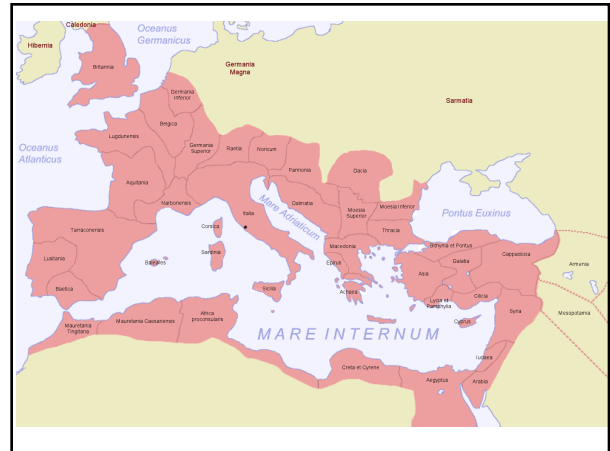 Caledonia
Hibernia
Britannia
Oceanus
Germanicus
Germania
Magna
Sarmatia
Oceanus
Atlanticus
Germania
Inferior
Belgica
Lugdunensis
Germania
Superior
Raetia
Noricum
Pannonia
Dacia
Aquitania
Narbonensis
Italia
Mare Adriaticum
Dalmatia
Moesia
Superior
Moesia Inferior
Thracia
Pontus Euxinus
Tarraconensis
Lusitania
Baetica
Baleares
Corsica
Sardinia
Sicilia
Macedonia
Epirus
Achaia
Bithynia et Pontus
Galatia
Cappadocia
Asia
Lycia et
Pamphylia
Cilicia
Armenia
Mesopotamia
Syria
Cyprus
Mauretania
Tingitana
Mauretania Caesariensis
Africa
proconsularis
MARE INTERNUM
Creta et Cyrene
Aegyptus
Iudaea
Arabia